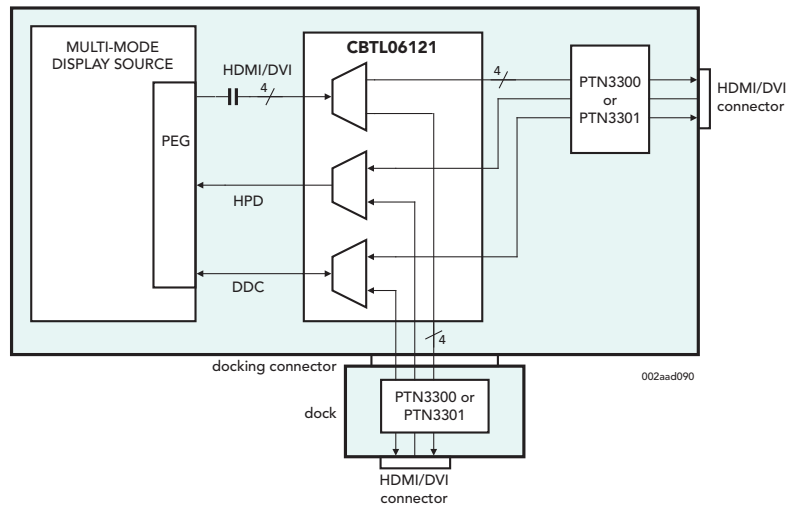 MULTI-MODE
DISPLAY SOURCE
PEG
HDMI/DVI
4
HPD
DDC
CBTL06121
4
4
PTN3300
or
PTN3301
HDMI/DVI
connector
docking connector
002aad090
dock
PTN3300 or
PTN3301
HDMI/DVI
connector